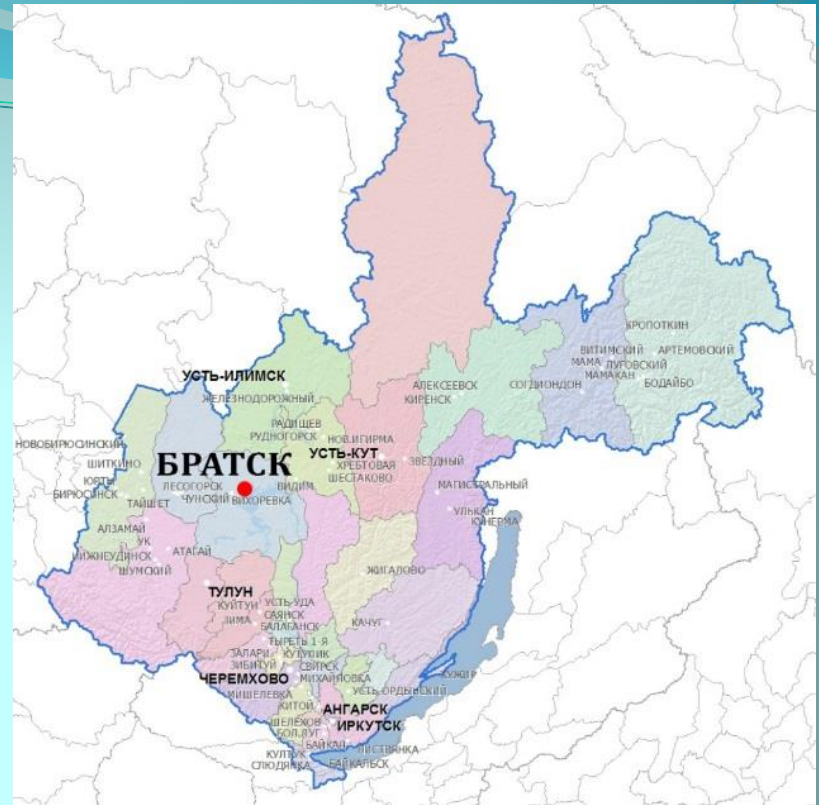 КРОПОТКИН
ВИТИМСКИЙ АРТЕМОВСКИЙ
МАМА ЛУГОВСКИЙ
МАМАКАН
БОДАЙБО
СОГДИОНДОН
АЛЕКСЕЕВСК
КИРЕНСК
УСТЬ-ИЛИМСК
ЖЕЛЕЗНОДОРОЖНЫЙ
РАДИЩЕВ
РУДНОГОРСК
НОВ.ИГИРМА
УСТЬ-КУТ
ХРЕБТОВАЯ
ШЕСТАКОВО
ЗВЕЗДНЫЙ
НОВОБИРЮСИНСКИЙ
ШИТКИНО
БРАТСК
ЮРТЫ
БИРЮСИНСК
ЛЕСОГОРСК
ЧУНСКИЙ
ВИДИМ
ВИХОРЕВКА
ТАЙШЕТ
МАГИСТРАЛЬНЫЙ
УЛЬКАН
КУНЕРМА
АЛЗАМАЙ
УК
НИЖНЕУДИНСК
АТАГАЙ
ШУМСКИЙ
ЖИГАЛОВО
ТУЛУН
КУЙТУН
УСТЬ-УДА
ЗИМА
САЯНСК
БАЛАГАНСК
КАЧУГ
ТЫРЕТЬ 1-Я
ЗАЛАРИ
КУТУЛИК
ЗИБИТУЙ
СВИРСК
ЧЕРЕМХОВО
МИХАЙЛОВКА
МИШЕЛЕВКА
УСТЬ-ОРДЫНСКИЙ
ХУЖИР
КИТОЙ
АНГАРСК
ШЕЛЕХОВ
ИРКУТСК
БОЛ.ЛУГ
БАЙКАЛ
ЛИСТВЯНКА
КУЛТУК
БАЙКАЛЬСК
СЛЮДЯНКА